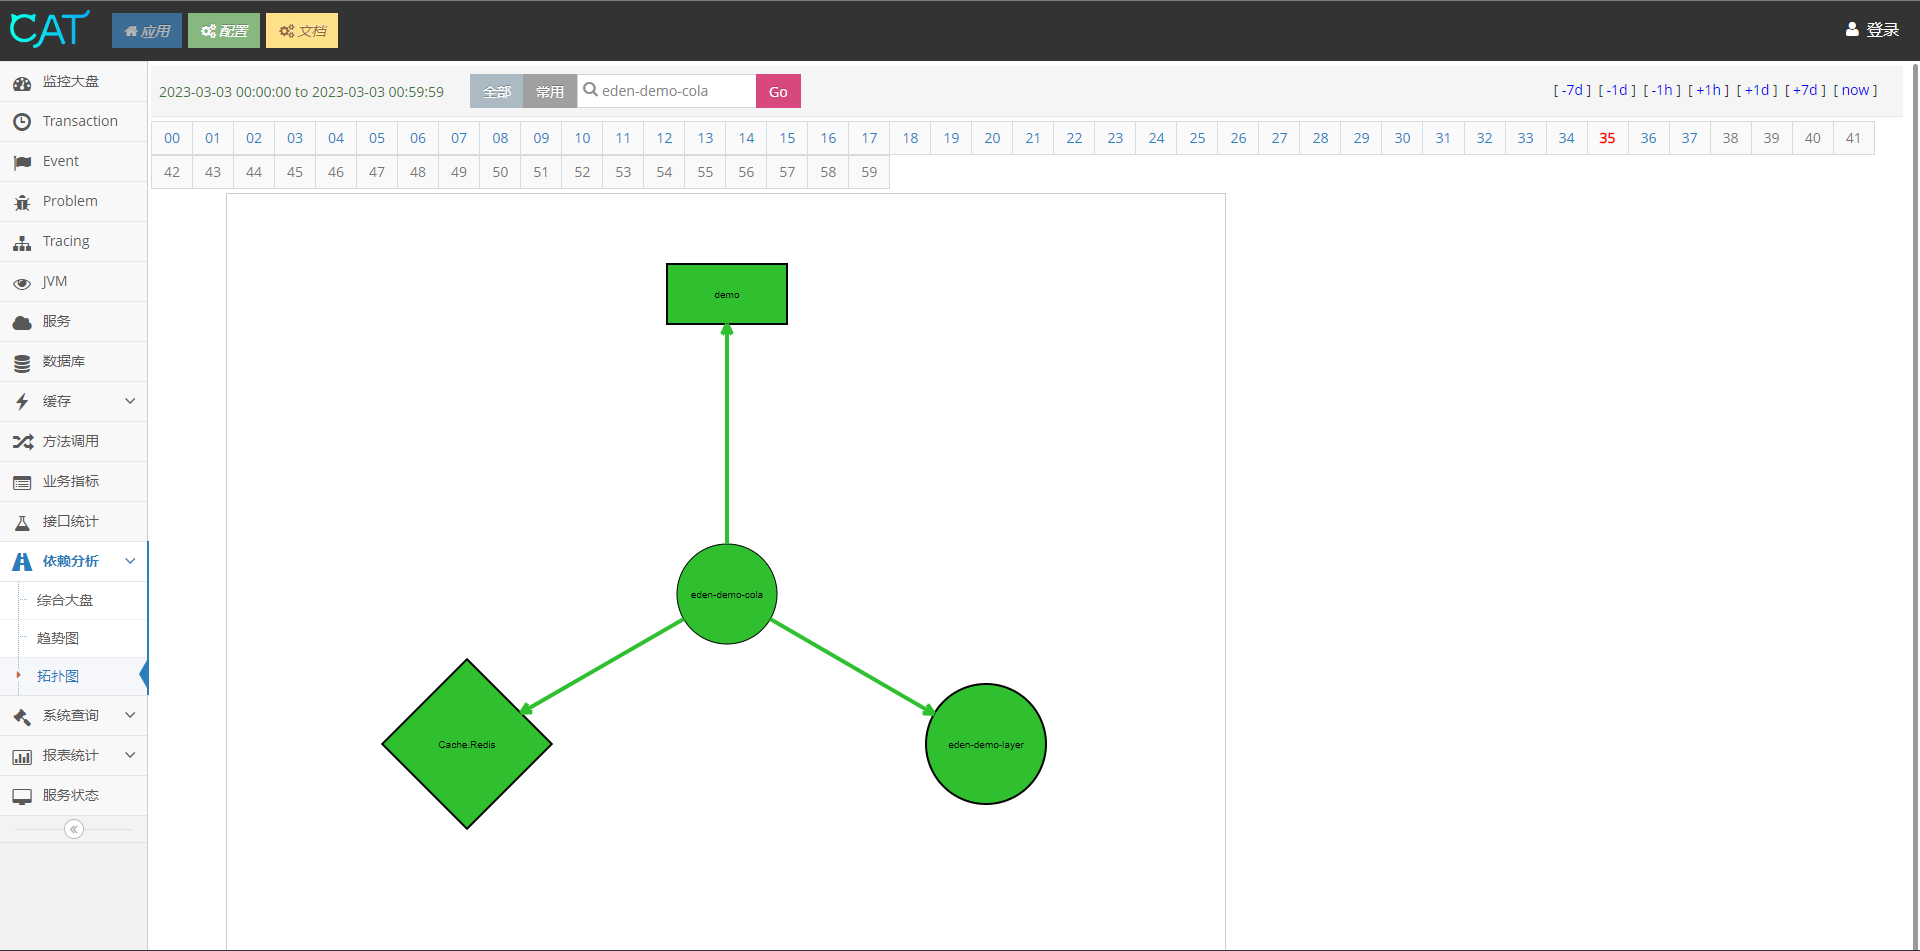 CAT 应用 配置 文档 登录
2023-03-03 00:00:00 to 2023-03-03 00:59:59 全部 常用 eden-demo-cola Go [ -7d ] [ -1d ] [ -1h ] [ +1h ] [ +1d ] [ +7d ] [ now ]
00 01 02 03 04 05 06 07 08 09 10 11 12 13 14 15 16 17 18 19 20 21 22 23 24 25 26 27 28 29 30 31 32 33 34 35 36 37 38 39 40 41
42 43 44 45 46 47 48 49 50 51 52 53 54 55 56 57 58 59
监控大盘
Transaction
Event
Problem
Tracing
JVM
服务
数据库
缓存
方法调用
业务指标
接口统计
依赖分析
综合大盘
趋势图
拓扑图
系统查询
报表统计
服务状态
demo
eden-demo-cola
Cache.Redis
eden-demo-layer